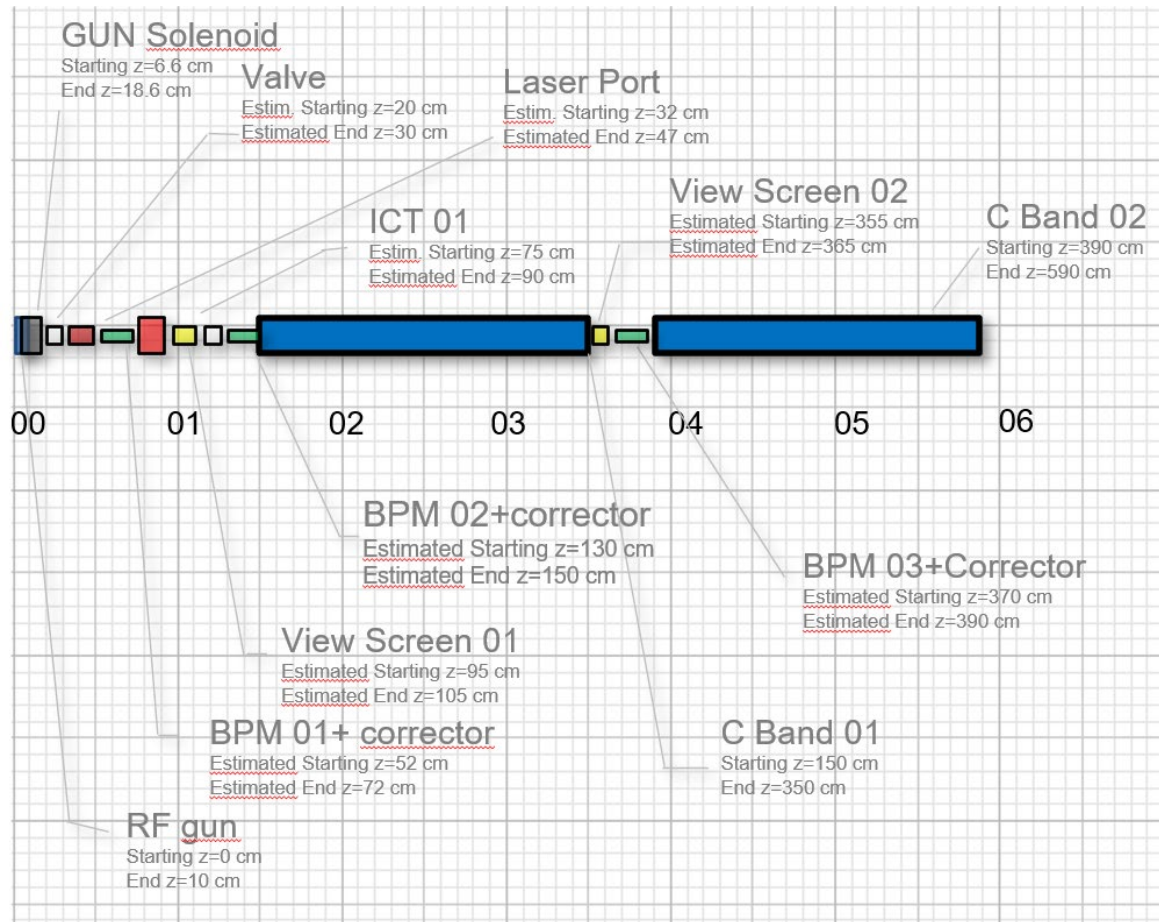 GUN Solenoid
Starting z=6.6 cm
End z=18.6 cm
Valve
Estim. Starting z=20 cm
Estimated End z=30 cm
Laser Port
Estim. Starting z=32 cm
Estimated End z=47 cm
ICT 01
Estim. Starting z=75 cm
Estimated End z=90 cm
View Screen 02
Estimated Starting z=355 cm
Estimated End z=365 cm
C Band 02
Starting z=390 cm
End z=590 cm
00 01 02 03 04 05 06
BPM 02+corrector
Estimated Starting z=130 cm
Estimated End z=150 cm
BPM 03+Corrector
Estimated Starting z=370 cm
Estimated End z=390 cm
View Screen 01
Estimated Starting z=95 cm
Estimated End z=105 cm
BPM 01+ corrector
Estimated Starting z=52 cm
Estimated End z=72 cm
C Band 01
Starting z=150 cm
End z=350 cm
RF gun
Starting z=0 cm
End z=10 cm